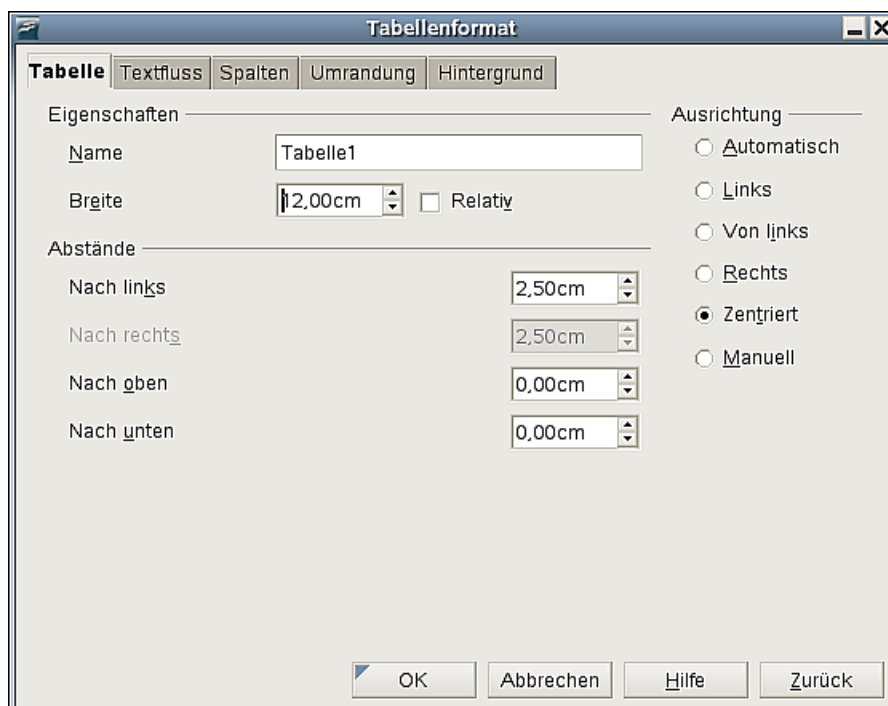 Tabellenformat
Tabelle Textfluss Spalten Umrandung Hintergrund
Eigenschaften
Name Tabelle1
Breite 12,00cm Relativ
Abstände
Nach links 2,50cm
Nach rechts 2,50cm
Nach oben 0,00cm
Nach unten 0,00cm
Ausrichtung
Automatisch
Links
Von links
Rechts
Zentriert
Manuell
OK Abbrechen Hilfe Zurück